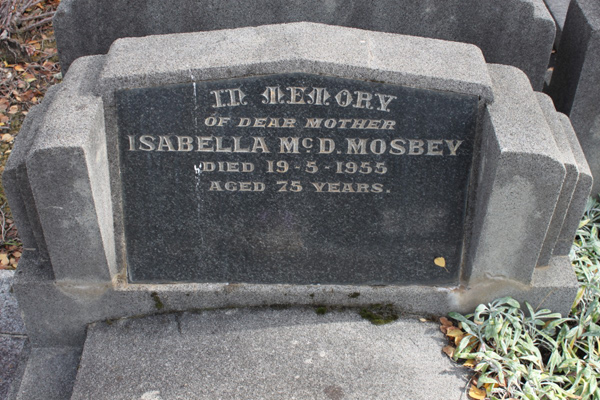 IN MEMORY
OF DEAR MOTHER
ISABELLA McD. MOSBEY
DIED 19-5-1955
AGED 75 YEARS.